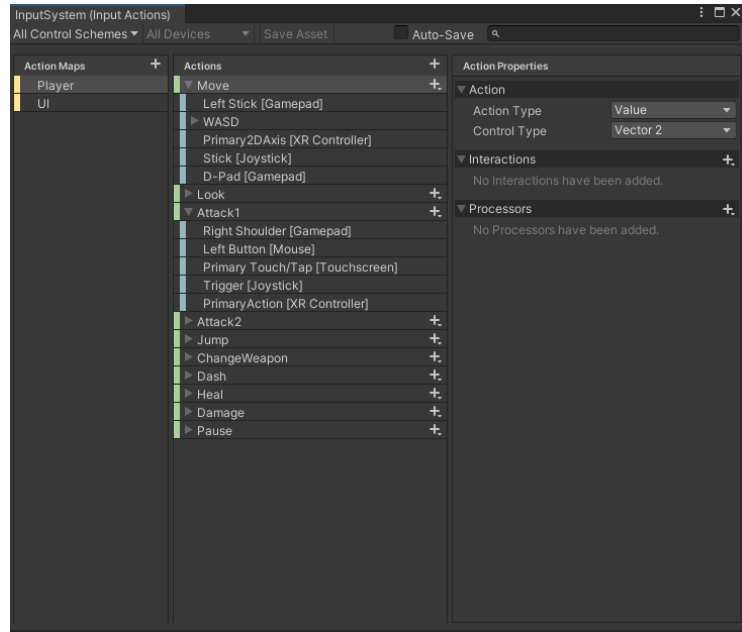 InputSystem (Input Actions)
All Control Schemes All Devices Save Asset Auto-Save
Action Maps
Player
UI
Actions
Move
Left Stick [Gamepad]
WASD
Primary2DAxis [XR Controller]
Stick [Joystick]
D-Pad [Gamepad]
Look
Attack1
Right Shoulder [Gamepad]
Left Button [Mouse]
Primary Touch/Tap [Touchscreen]
Trigger [Joystick]
PrimaryAction [XR Controller]
Attack2
Jump
ChangeWeapon
Dash
Heal
Damage
Pause
Action Properties
Action
Action Type Value
Control Type Vector 2
Interactions
No Interactions have been added.
Processors
No Processors have been added.